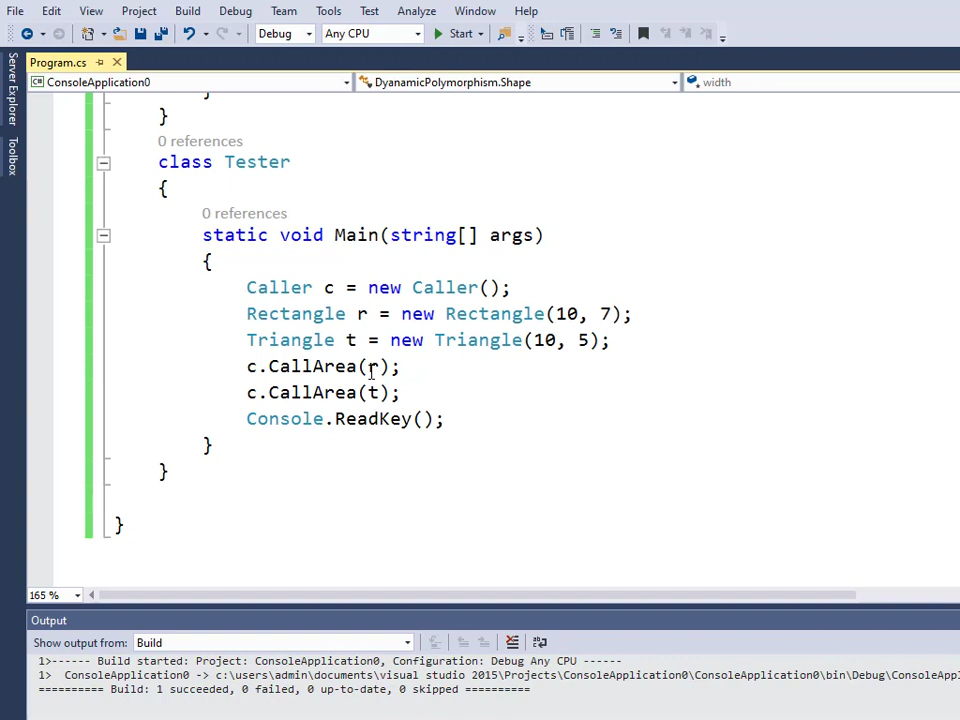 File Edit View Project Build Debug Team Tools Test Analyze Window Help
Debug Any CPU Start
Program.cs
ConsoleApplication0 DyanamicPolymorphism.Shape width
Server Explorer
Toolbox
}
}
0 references
class Tester
{
0 references
static void Main(string[] args)
{
Caller c = new Caller();
Rectangle r = new Rectangle(10, 7);
Triangle t = new Triangle(10, 5);
c.CallArea(r);
c.CallArea(t);
Console.ReadKey();
}
}
}
165 %
Output
Show output from: Build
1>------ Build started: Project: ConsoleApplication0, Configuration: Debug Any CPU ------
1>  ConsoleApplication0 -> c:\users\admin\documents\visual studio 2015\Projects\ConsoleApplication0\ConsoleApplication0\bin\Debug\ConsoleAppl
========== Build: 1 succeeded, 0 failed, 0 up-to-date, 0 skipped ==========